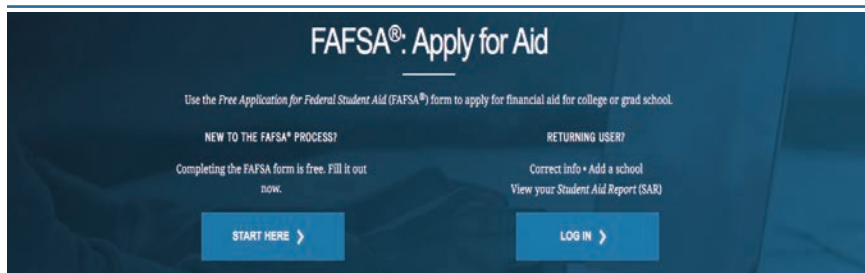 FAFSA®: Apply for Aid
Use the Free Application for Federal Student Aid (FAFSA®) form to apply for financial aid for college or grad school.
NEW TO THE FAFSA® PROCESS?
Completing the FAFSA form is free. Fill it out
now.
START HERE ❯
RETURNING USER?
Correct info • Add a school
View your Student Aid Report (SAR)
LOG IN ❯